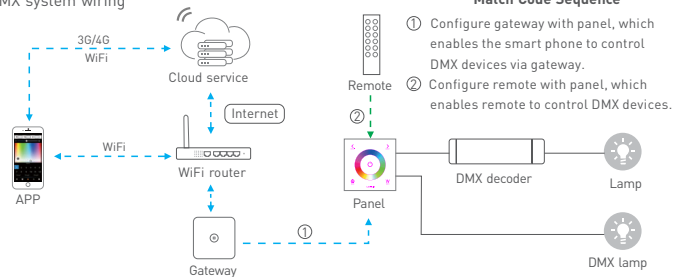 MX system wiring
Match Code Sequence
① Configure gateway with panel, which
enables the smart phone to control
DMX devices via gateway.
② Configure remote with panel, which
enables remote to control DMX devices.
3G/4G
WiFi
Cloud service
Remote
Internet
②
WiFi
APP
WiFi router
Panel
DMX decoder
Lamp
①
Gateway
DMX lamp